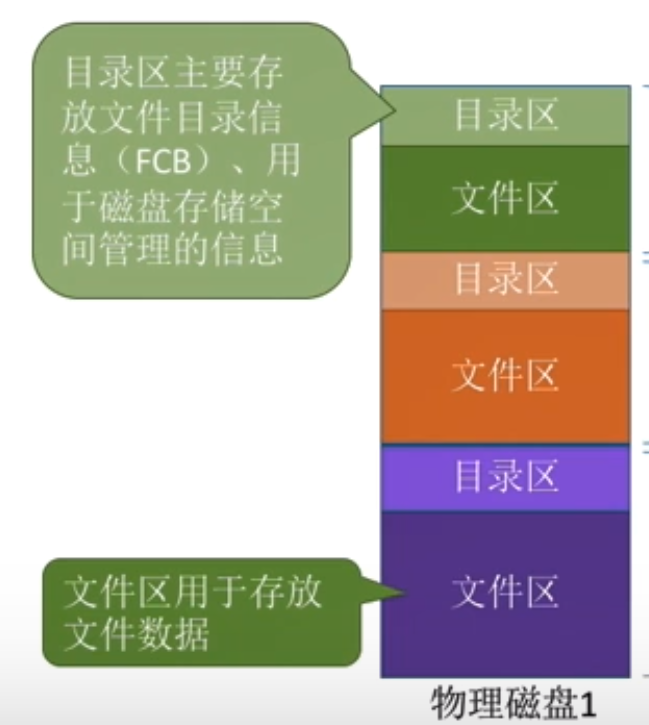 目录区主要存
放文件目录信
息（FCB）、用
于磁盘存储空
间管理的信息
目录区
文件区
目录区
文件区
目录区
文件区
文件区用于存放
文件数据
物理磁盘1